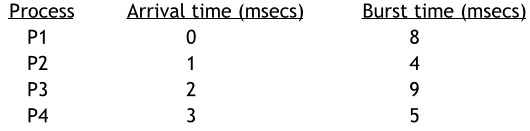 Process Arrival time (msecs) Burst time (msecs)
P1 0 8
P2 1 4
P3 2 9
P4 3 5